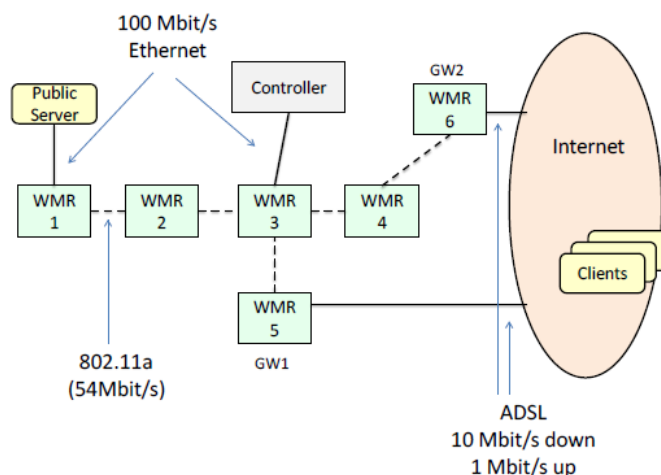 100 Mbit/s
Ethernet
Public
Server
Controller
GW2
WMR
6
Internet
WMR
1
WMR
2
WMR
3
WMR
4
Clients
WMR
5
GW1
802.11a
(54Mbit/s)
ADSL
10 Mbit/s down
1 Mbit/s up